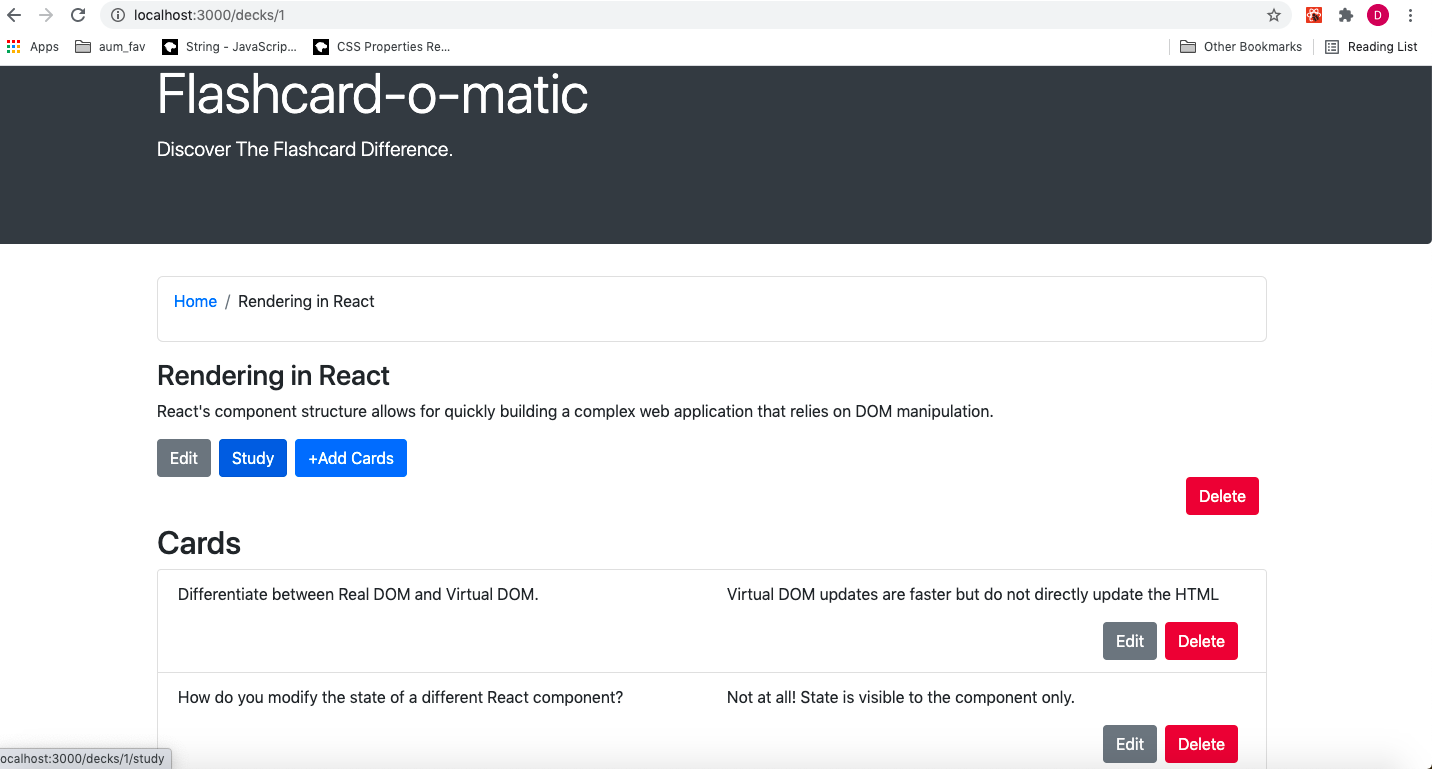 localhost:3000/decks/1
D
Apps aum_fav String - JavaScrip... CSS Properties Re... Other Bookmarks Reading List
Flashcard-o-matic
Discover The Flashcard Difference.
Home / Rendering in React
Rendering in React
React's component structure allows for quickly building a complex web application that relies on DOM manipulation.
Edit Study +Add Cards
Delete
Cards
Differentiate between Real DOM and Virtual DOM. Virtual DOM updates are faster but do not directly update the HTML
Edit Delete
How do you modify the state of a different React component? Not at all! State is visible to the component only.
Edit Delete
ocalhost:3000/decks/1/study